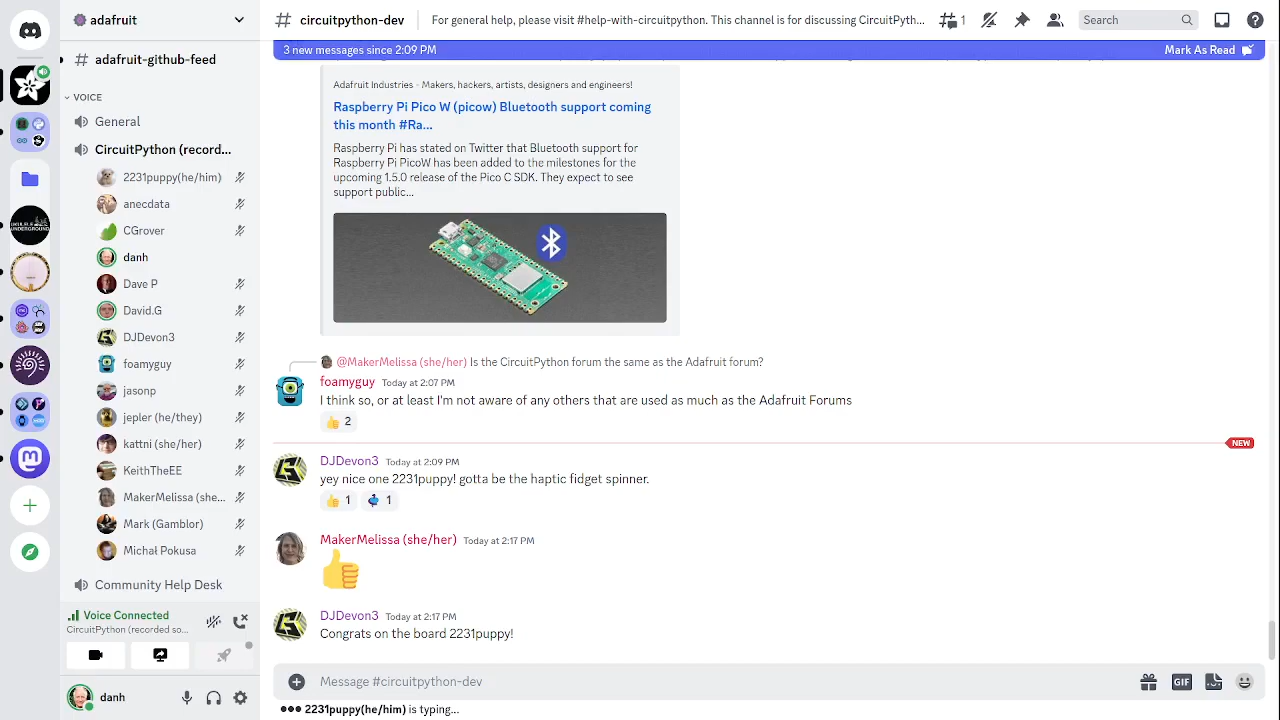 adafruit
# circuitpython-dev
For general help, please visit #help-with-circuitpython. This channel is for discussing CircuitPyth...
1
Search
3 new messages since 2:09 PM
Mark As Read
# adafruit-github-feed
VOICE
General
CircuitPython (record...
2231puppy(he/him)
anecdata
CGrover
danh
Dave P
David.G
DJDevon3
foamyguy
jasonp
jepler (he/they)
kattni (she/her)
KeithTheEE
MakerMelissa (she...
Mark (Gamblor)
Michał Pokusa
Community Help Desk
Voice Connected
CircuitPython (recorded so...
danh
Adafruit Industries - Makers, hackers, artists, designers and engineers!
Raspberry Pi Pico W (picow) Bluetooth support coming
this month #Ra...
Raspberry Pi has stated on Twitter that Bluetooth support for
Raspberry Pi PicoW has been added to the milestones for the
upcoming 1.5.0 release of the Pico C SDK. They expect to see
support public...
@MakerMelissa (she/her) Is the CircuitPython forum the same as the Adafruit forum?
foamyguy Today at 2:07 PM
I think so, or at least I'm not aware of any others that are used as much as the Adafruit Forums
2
NEW
DJDevon3 Today at 2:09 PM
yey nice one 2231puppy! gotta be the haptic fidget spinner.
1 1
MakerMelissa (she/her) Today at 2:17 PM
DJDevon3 Today at 2:17 PM
Congrats on the board 2231puppy!
Message #circuitpython-dev
GIF
2231puppy(he/him) is typing...